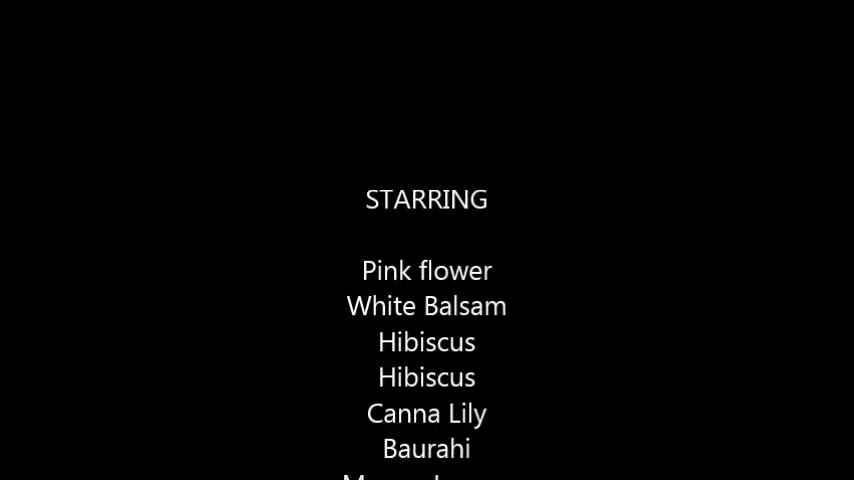 STARRING
Pink flower
White Balsam
Hibiscus
Hibiscus
Canna Lily
Baurahi